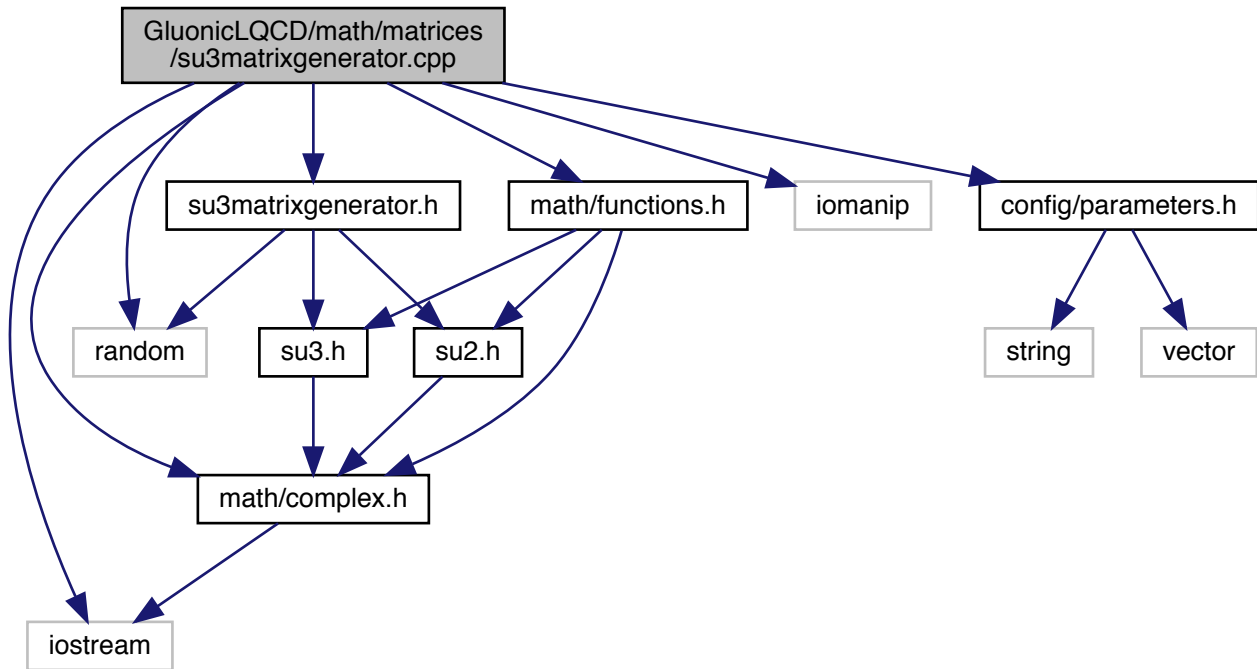 GluonicLQCD/math/matrices
/su3matrixgenerator.cpp
su3matrixgenerator.h
math/functions.h
iomanip
config/parameters.h
random
su3.h
su2.h
string
vector
math/complex.h
iostream